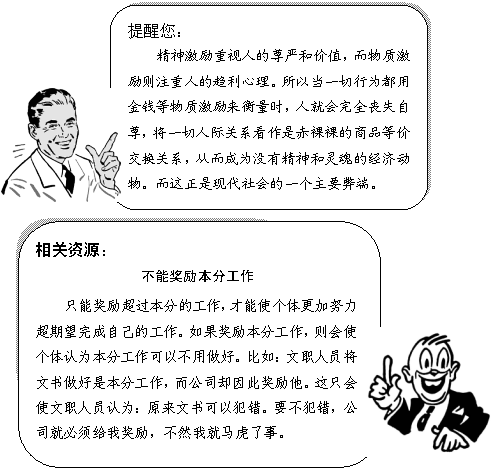 提醒您：
精神激励重视人的尊严和价值，而物质激
励则注重人的趋利心理。所以当一切行为都用
金钱等物质激励来衡量时，人就会完全丧失自
尊，将一切人际关系看作是赤裸裸的商品等价
交换关系，从而成为没有精神和灵魂的经济动
物。而这正是现代社会的一个主要弊端。
相关资源：
不能奖励本分工作
只能奖励超过本分的工作，才能使个体更加努力
超期望完成自己的工作。如果奖励本分工作，则会使
个体认为本分工作可以不用做好。比如：文职人员将
文书做好是本分工作，而公司却因此奖励他。这只会
使文职人员认为：原来文书可以犯错。要不犯错，公
司就必须给我奖励，不然我就马虎了事。